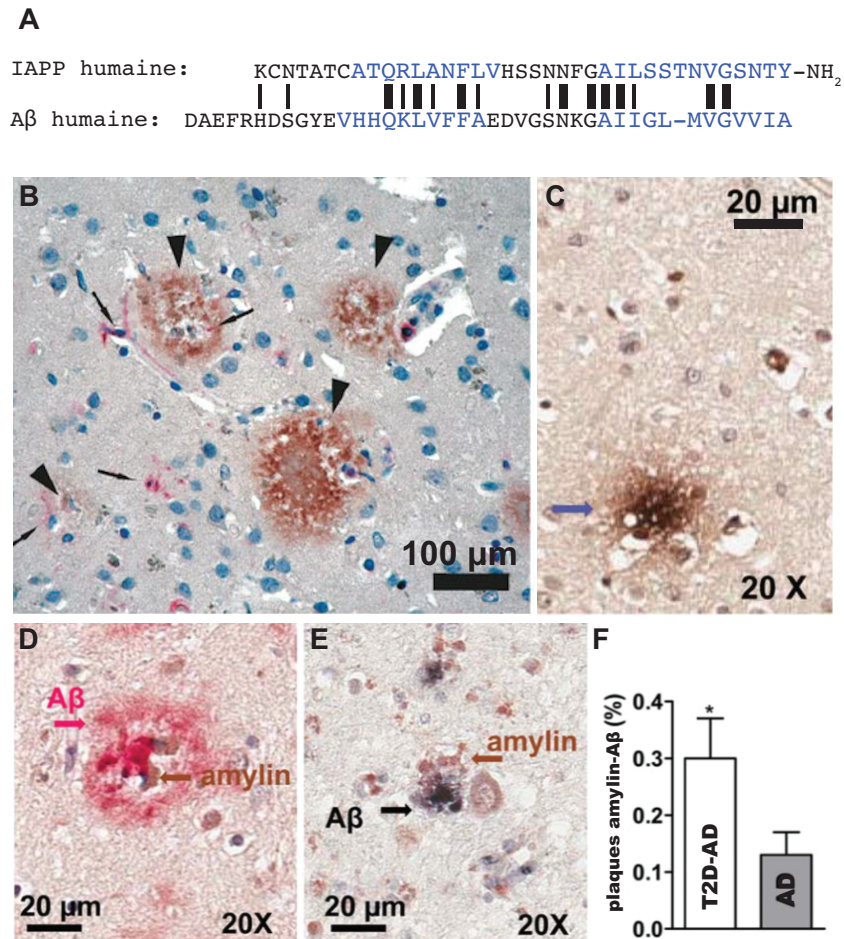 A
IAPP humaine: KCNTATCATQRLANFLVHSSNNFGAILSSTNVGSNTY-NH2
Aβ humaine: DAEFRHDSGYEVHHQKLVFFAEDVGSNKGAIIGL-MVGVVIA
B
100 µm
C
20 µm
20 X
D
Aβ
amylin
20 µm
20X
E
amylin
Aβ
20 µm
20X
F
plaques amylin-Aβ (%)
0.4
0.3
0.2
0.1
0.0
*
T2D-AD
AD